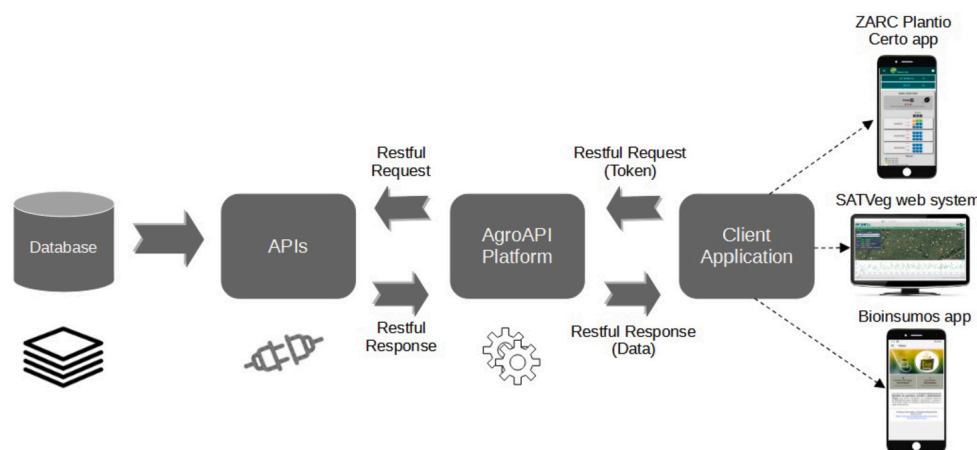 ZARC Plantio
Certo app
Restful
Request
Restful Request
(Token)
SATVeg web system
Database
APIs
AgroAPI
Platform
Client
Application
Restful
Response
Restful Response
(Data)
Bioinsumos app